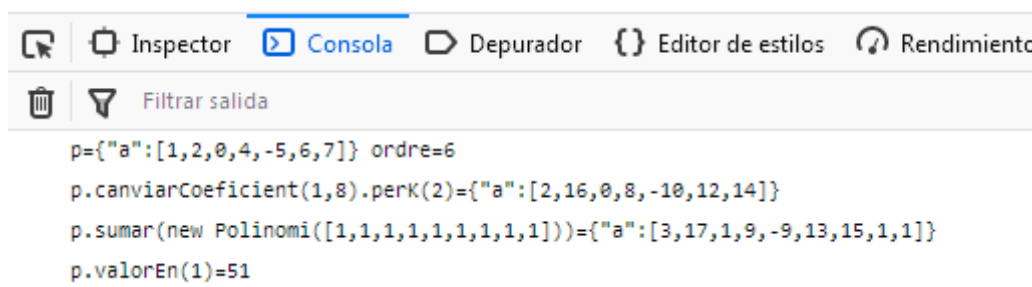 Inspector Consola Depurador Editor de estilos Rendimiento
Filtrar salida
p={"a":[1,2,0,4,-5,6,7]} ordre=6
p.canviarCoeficient(1,8).perK(2)={"a":[2,16,0,8,-10,12,14]}
p.sumar(new Polinomi([1,1,1,1,1,1,1,1,1]))={"a":[3,17,1,9,-9,13,15,1,1]}
p.valorEn(1)=51